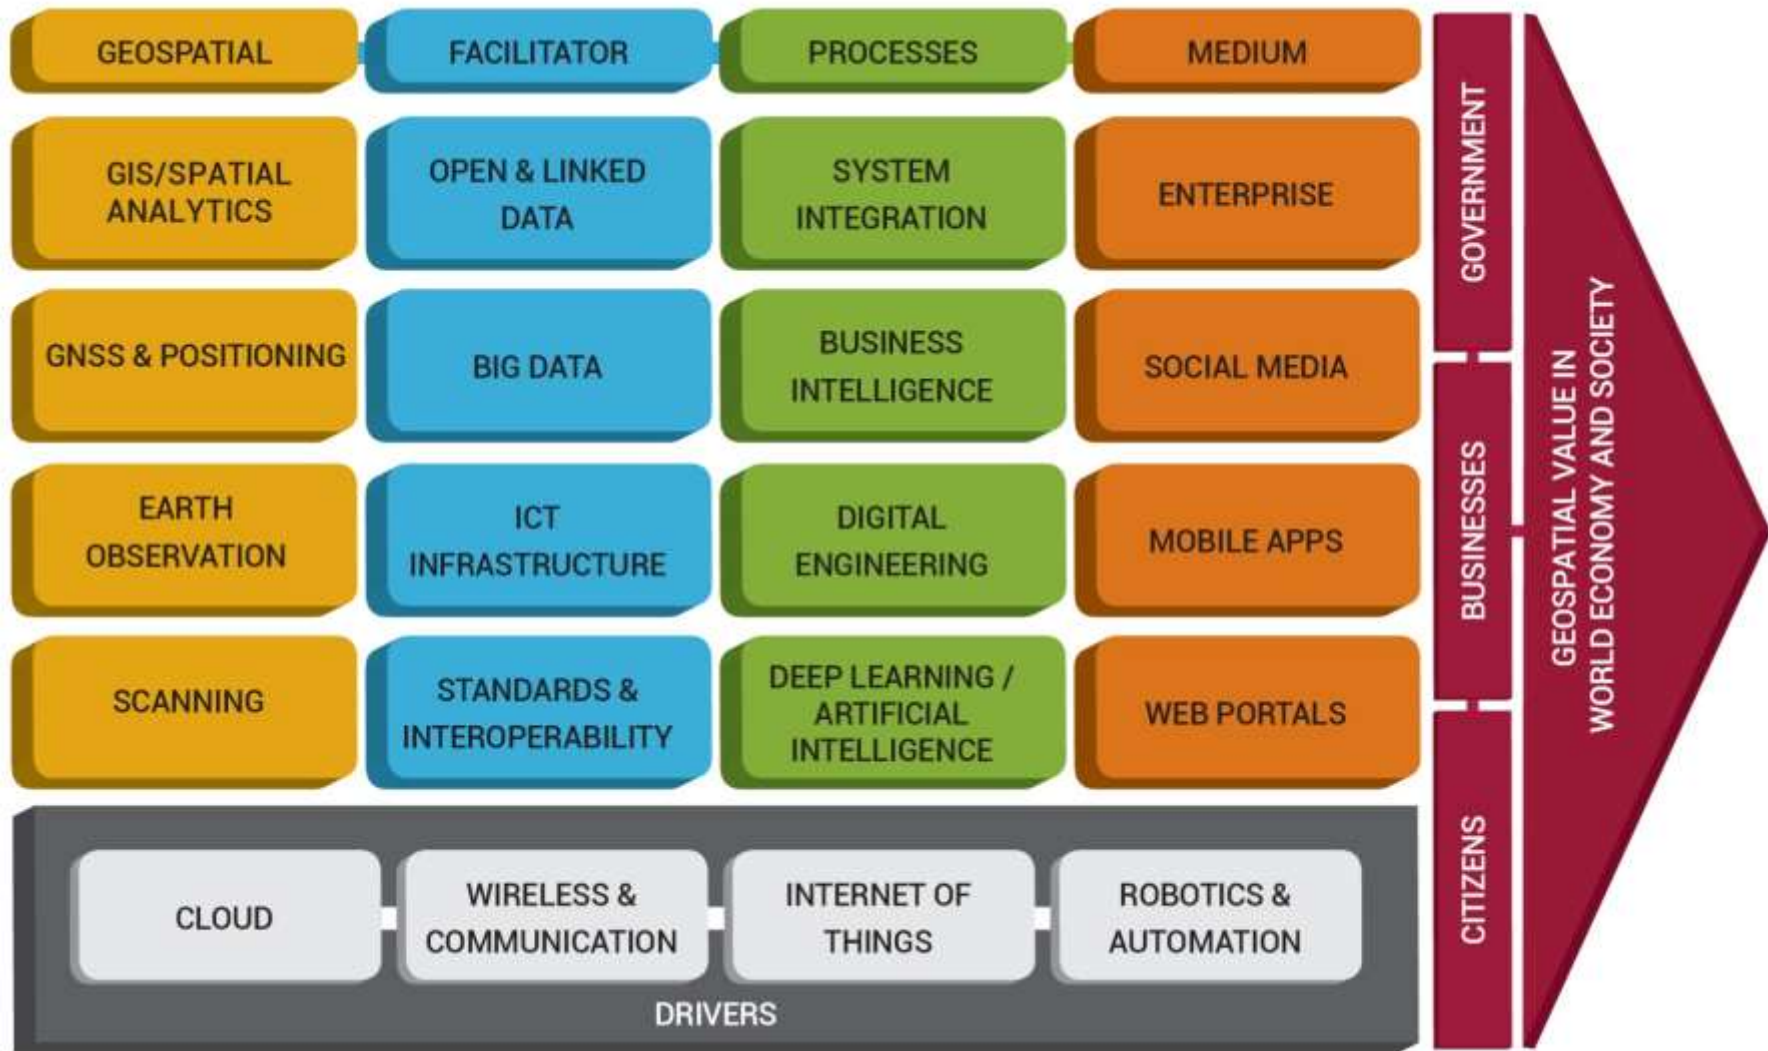 GEOSPATIAL
FACILITATOR
PROCESSES
MEDIUM
GIS/SPATIAL
ANALYTICS
OPEN & LINKED
DATA
SYSTEM
INTEGRATION
ENTERPRISE
GNSS & POSITIONING
BIG DATA
BUSINESS
INTELLIGENCE
SOCIAL MEDIA
EARTH
OBSERVATION
ICT
INFRASTRUCTURE
DIGITAL
ENGINEERING
MOBILE APPS
SCANNING
STANDARDS &
INTEROPERABILITY
DEEP LEARNING /
ARTIFICIAL
INTELLIGENCE
WEB PORTALS
CLOUD
WIRELESS &
COMMUNICATION
INTERNET OF
THINGS
ROBOTICS &
AUTOMATION
DRIVERS
GOVERNMENT
BUSINESSES
CITIZENS
GEOSPATIAL VALUE IN
WORLD ECONOMY AND SOCIETY